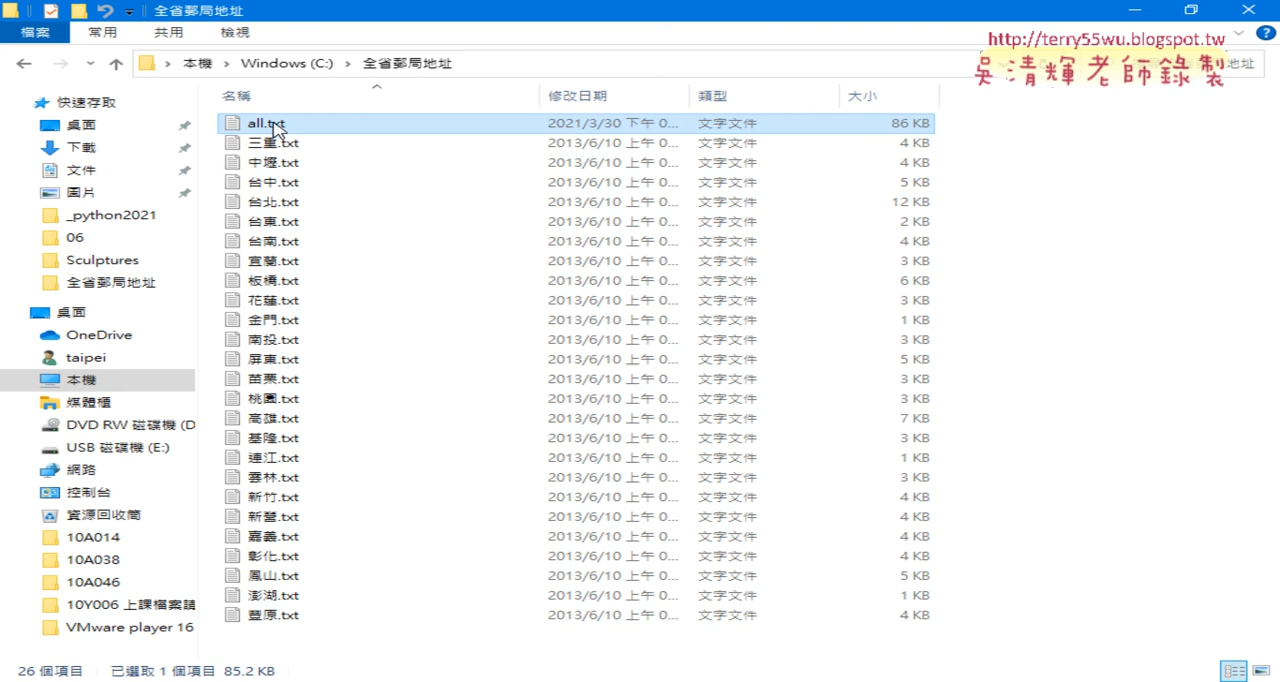 全省郵局地址
檔案 常用 共用 檢視
http://terry55wu.blogspot.tw
本機 Windows (C:) 全省郵局地址
吳清輝老師錄製
地址
名稱 修改日期 類型 大小
快速存取
桌面
下載
文件
圖片
_python2021
06
Sculptures
全省郵局地址
桌面
OneDrive
taipei
本機
媒體櫃
DVD RW 磁碟機 (D
USB 磁碟機 (E:)
網路
控制台
資源回收筒
10A014
10A038
10A046
10Y006 上課檔案請
VMware player 16
all.txt 2021/3/30 下午 0... 文字文件 86 KB
三重.txt 2013/6/10 上午 0... 文字文件 4 KB
中壢.txt 2013/6/10 上午 0... 文字文件 4 KB
台中.txt 2013/6/10 上午 0... 文字文件 5 KB
台北.txt 2013/6/10 上午 0... 文字文件 12 KB
台東.txt 2013/6/10 上午 0... 文字文件 2 KB
台南.txt 2013/6/10 上午 0... 文字文件 4 KB
宜蘭.txt 2013/6/10 上午 0... 文字文件 3 KB
板橋.txt 2013/6/10 上午 0... 文字文件 6 KB
花蓮.txt 2013/6/10 上午 0... 文字文件 3 KB
金門.txt 2013/6/10 上午 0... 文字文件 1 KB
南投.txt 2013/6/10 上午 0... 文字文件 3 KB
屏東.txt 2013/6/10 上午 0... 文字文件 5 KB
苗栗.txt 2013/6/10 上午 0... 文字文件 3 KB
桃園.txt 2013/6/10 上午 0... 文字文件 3 KB
高雄.txt 2013/6/10 上午 0... 文字文件 7 KB
基隆.txt 2013/6/10 上午 0... 文字文件 3 KB
連江.txt 2013/6/10 上午 0... 文字文件 1 KB
雲林.txt 2013/6/10 上午 0... 文字文件 3 KB
新竹.txt 2013/6/10 上午 0... 文字文件 4 KB
新營.txt 2013/6/10 上午 0... 文字文件 4 KB
嘉義.txt 2013/6/10 上午 0... 文字文件 4 KB
彰化.txt 2013/6/10 上午 0... 文字文件 4 KB
鳳山.txt 2013/6/10 上午 0... 文字文件 5 KB
澎湖.txt 2013/6/10 上午 0... 文字文件 1 KB
豐原.txt 2013/6/10 上午 0... 文字文件 4 KB
26 個項目 已選取 1 個項目 85.2 KB